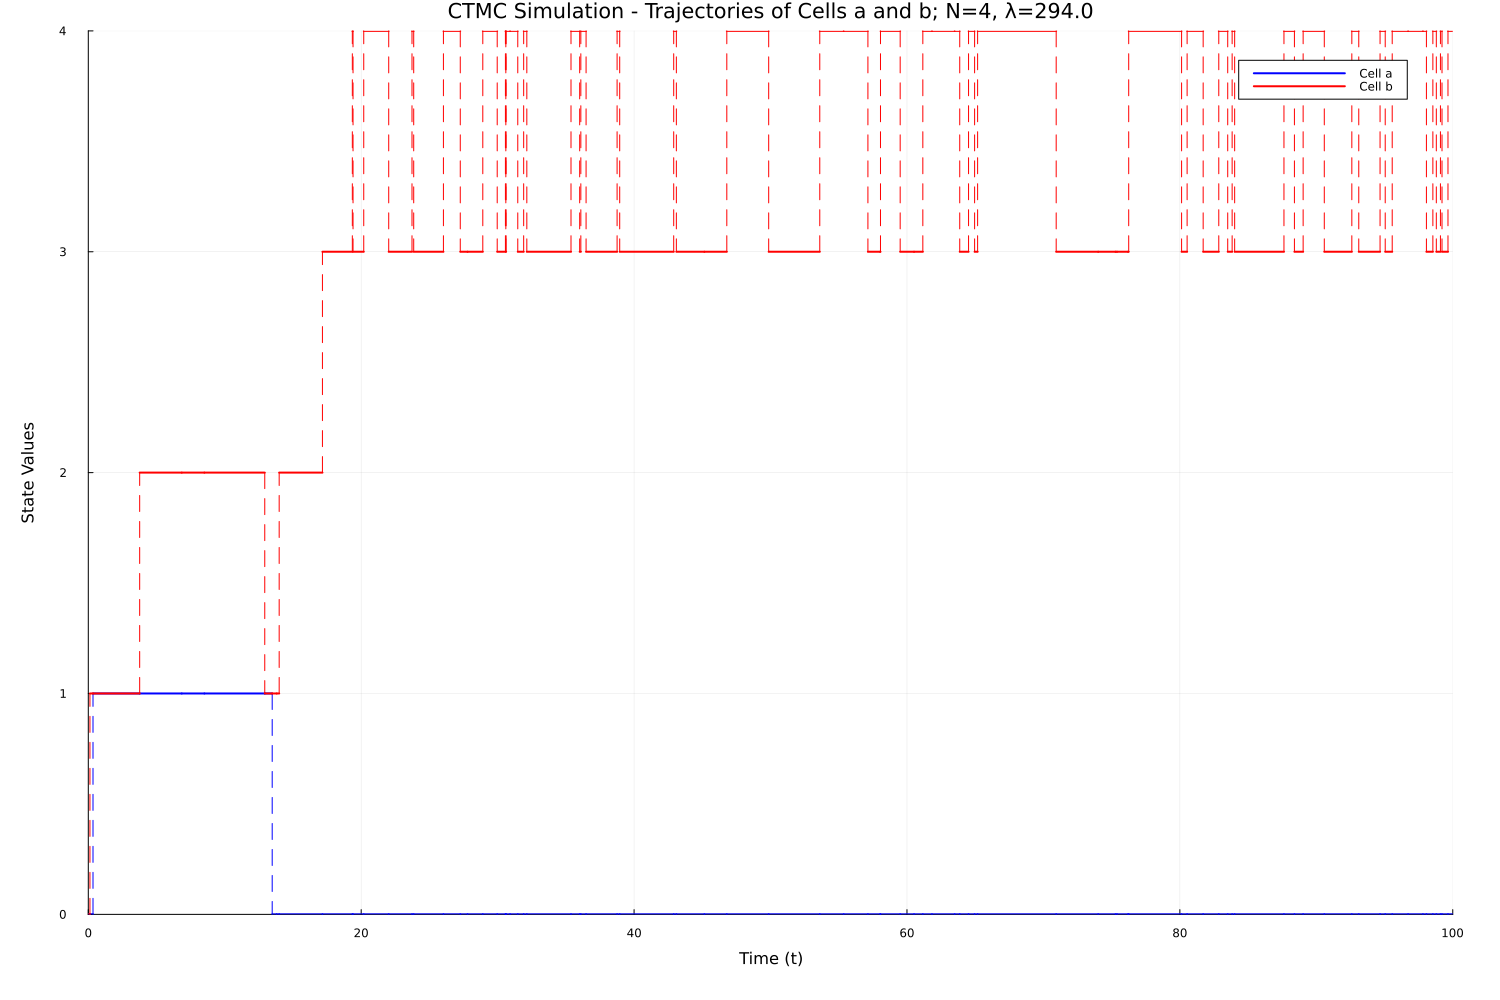 CTMC Simulation - Trajectories of Cells a and b; N=4, λ=294.0
4
Cell a
Cell b
3
State Values
2
1
0
0 20 40 60 80 100
Time (t)